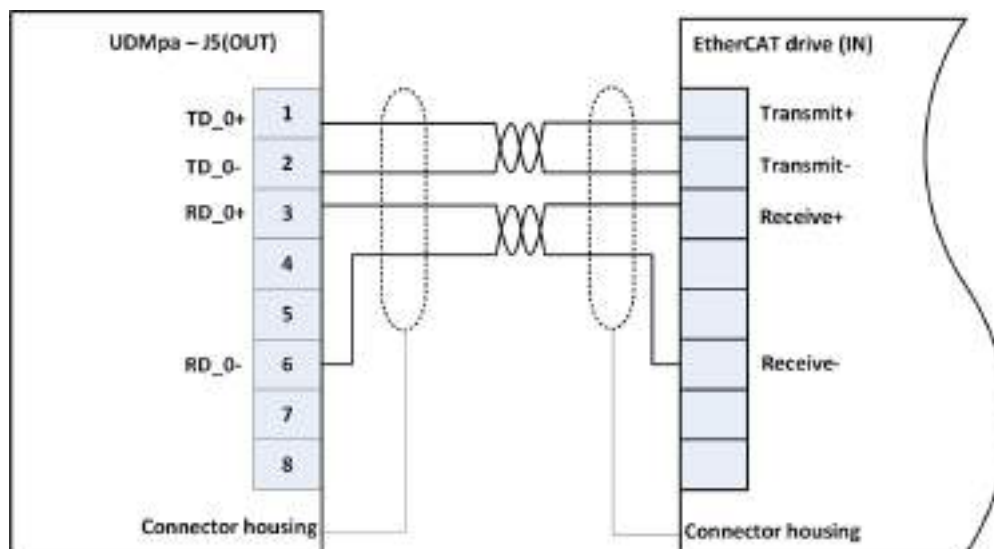 UDMpa – J5(OUT)
EtherCAT drive (IN)
TD_0+ 1 Transmit+
TD_0- 2 Transmit-
RD_0+ 3 Receive+
4
5
RD_0- 6 Receive-
7
8
Connector housing
Connector housing